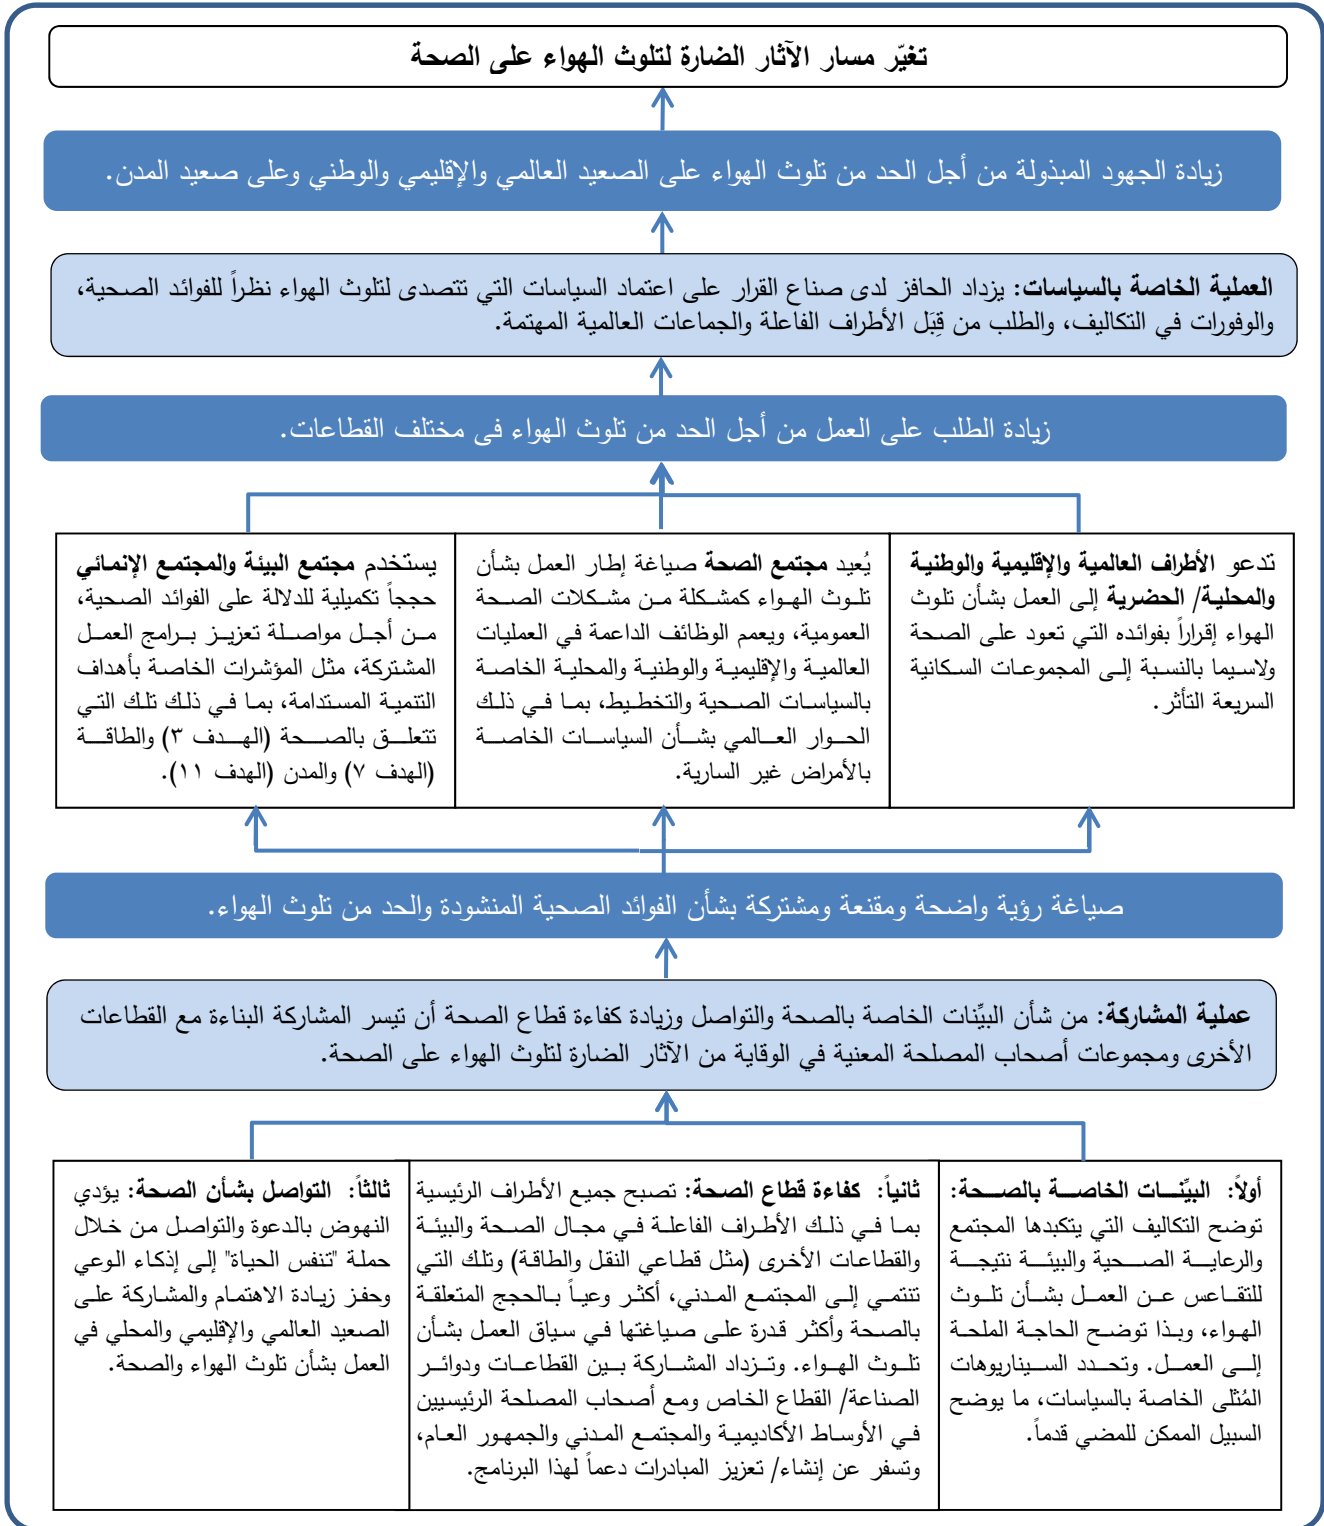 تغيّر مسار الآثار الضارة لتلوث الهواء على الصحة
زيادة الجهود المبذولة من أجل الحد من تلوث الهواء على الصعيد العالمي والإقليمي والوطني وعلى صعيد المدن.
العملية الخاصة بالسياسات: يزداد الحافز لدى صناع القرار على اعتماد السياسات التي تتصدى لتلوث الهواء نظراً للفوائد الصحية،
والوفورات في التكاليف، والطلب من قِبَل الأطراف الفاعلة والجماعات العالمية المهتمة.
زيادة الطلب على العمل من أجل الحد من تلوث الهواء فى مختلف القطاعات.
تدعو الأطراف العالمية والإقليمية والوطنية
والمحلية/ الحضرية إلى العمل بشأن تلوث
الهواء إقراراً بفوائده التي تعود على الصحة
ولاسيما بالنسبة إلى المجموعات السكانية
السريعة التأثر.
يُعيد مجتمع الصحة صياغة إطار العمل بشأن
تلوث الهواء كمشكلة من مشكلات الصحة
العمومية، ويعمم الوظائف الداعمة في العمليات
العالمية والإقليمية والوطنية والمحلية الخاصة
بالسياسات الصحية والتخطيط، بما في ذلك
الحوار العالمي بشأن السياسات الخاصة
بالأمراض غير السارية.
يستخدم مجتمع البيئة والمجتمع الإنمائي
حججاً تكميلية للدلالة على الفوائد الصحية،
من أجل مواصلة تعزيز برامج العمل
المشتركة، مثل المؤشرات الخاصة بأهداف
التنمية المستدامة، بما في ذلك تلك التي
تتعلق بالصحة (الهدف ٣) والطاقة
(الهدف ٧) والمدن (الهدف ١١).
صياغة رؤية واضحة ومقنعة ومشتركة بشأن الفوائد الصحية المنشودة والحد من تلوث الهواء.
عملية المشاركة: من شأن البيِّنات الخاصة بالصحة والتواصل وزيادة كفاءة قطاع الصحة أن تيسر المشاركة البناءة مع القطاعات
الأخرى ومجموعات أصحاب المصلحة المعنية في الوقاية من الآثار الضارة لتلوث الهواء على الصحة.
أولاً: البيِّنات الخاصة بالصحة:
توضح التكاليف التي يتكبدها المجتمع
والرعاية الصحية والبيئة نتيجة
للتقاعس عن العمل بشأن تلوث
الهواء، وبذا توضح الحاجة الملحة
إلى العمل. وتحدد السيناريوهات
المُثلى الخاصة بالسياسات، ما يوضح
السبيل الممكن للمضي قدماً.
ثانياً: كفاءة قطاع الصحة: تصبح جميع الأطراف الرئيسية
بما في ذلك الأطراف الفاعلة في مجال الصحة والبيئة
والقطاعات الأخرى (مثل قطاعي النقل والطاقة) وتلك التي
تنتمي إلى المجتمع المدني، أكثر وعياً بالحجج المتعلقة
بالصحة وأكثر قدرة على صياغتها في سياق العمل بشأن
تلوث الهواء. وتزداد المشاركة بين القطاعات ودوائر
الصناعة/ القطاع الخاص ومع أصحاب المصلحة الرئيسيين
في الأوساط الأكاديمية والمجتمع المدني والجمهور العام،
وتسفر عن إنشاء/ تعزيز المبادرات دعماً لهذا البرنامج.
ثالثاً: التواصل بشأن الصحة: يؤدي
النهوض بالدعوة والتواصل من خلال
حملة "تنفس الحياة" إلى إذكاء الوعي
وحفز زيادة الاهتمام والمشاركة على
الصعيد العالمي والإقليمي والمحلي في
العمل بشأن تلوث الهواء والصحة.